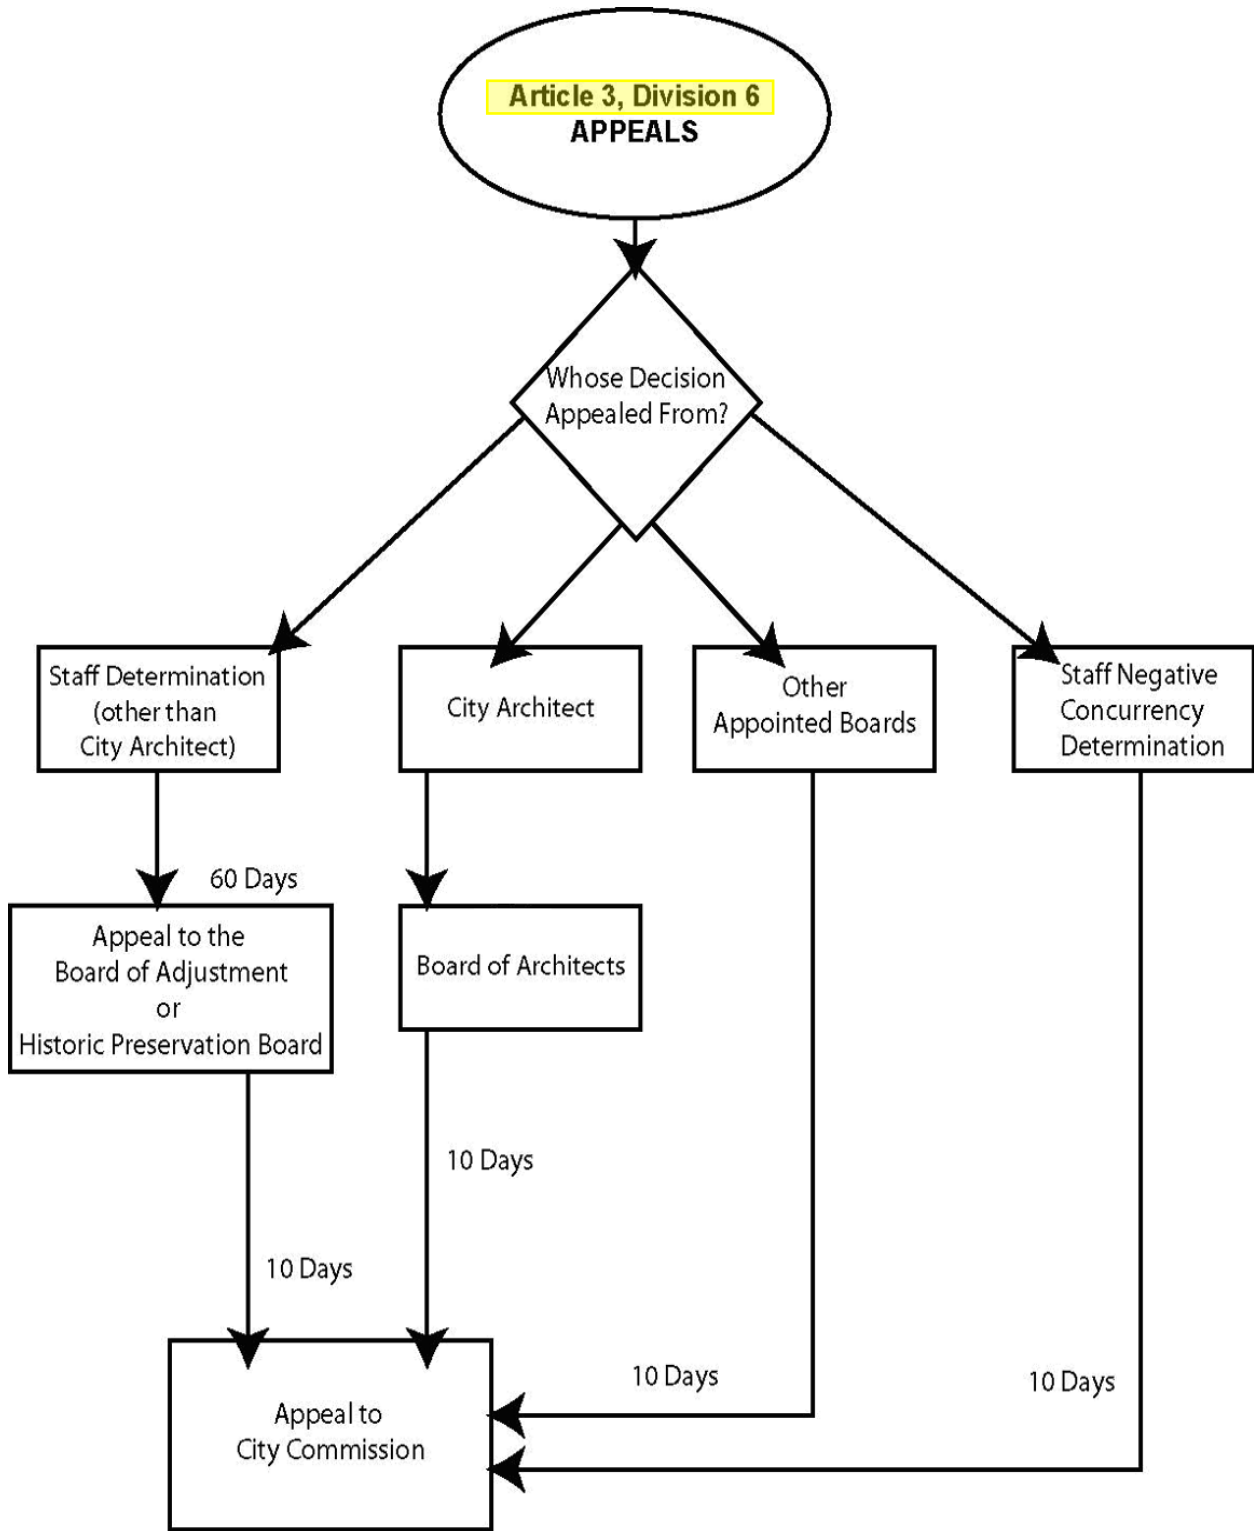 Article 3, Division 6
APPEALS
Whose Decision
Appealed From?
Staff Determination
(other than
City Architect)
City Architect
Other
Appointed Boards
Staff Negative
Concurrency
Determination
60 Days
Appeal to the
Board of Adjustment
or
Historic Preservation Board
Board of Architects
10 Days
10 Days
10 Days
10 Days
Appeal to
City Commission